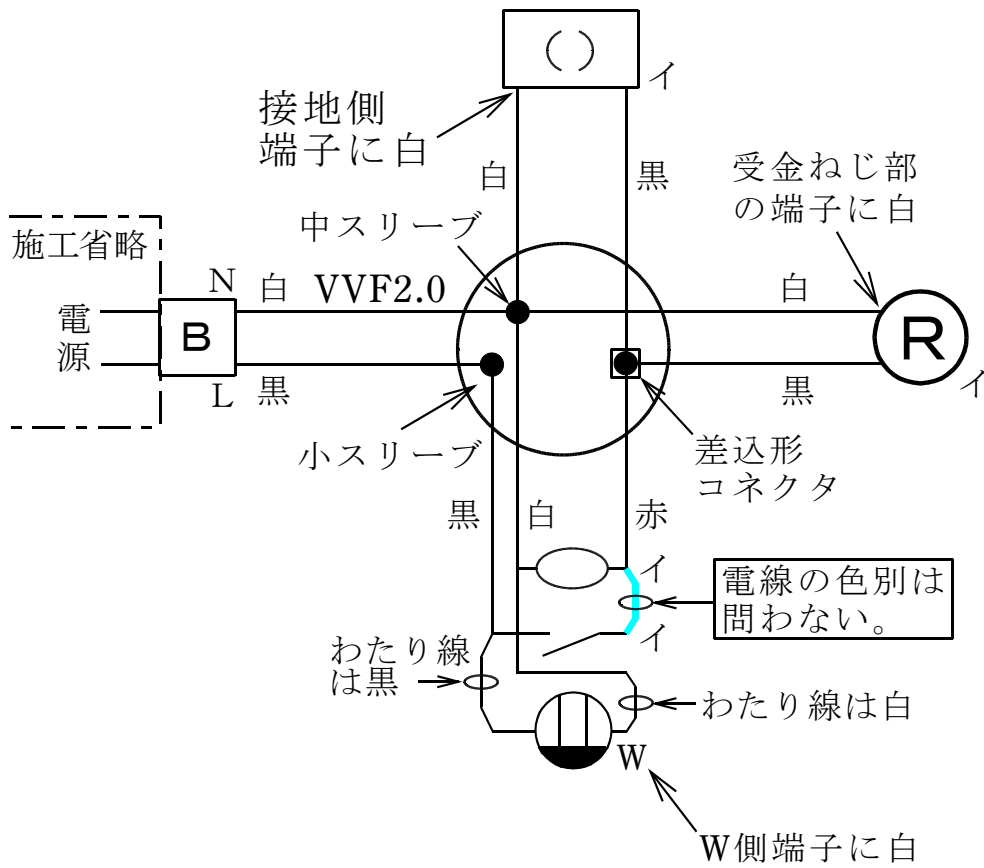 イ
接地側
端子に白
白
黒
受金ねじ部
の端子に白
中スリーブ
施工省略
N
白
VVF2.0
白
電
源
B
R
L
黒
黒
イ
小スリーブ
差込形
コネクタ
黒
白
赤
イ
電線の色別は
問わない。
イ
わたり線
は黒
わたり線は白
W
W側端子に白